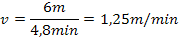 v = 6m/4,8min = 1,25m/min